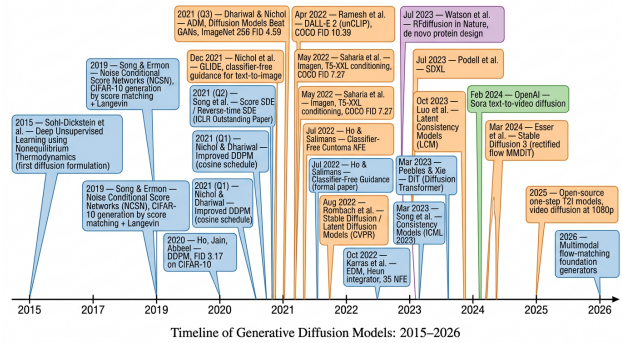 2015 — Sohl-Dickstein et al. —
Deep Unsupervised
Learning using
Nonequilibrium
Thermodynamics
(first diffusion formulation)
2019 — Song & Ermon —
Noise Conditional
Score Networks (NCSN),
CIFAR-10 generation
by score matching
+ Langevin
2019 — Song & Ermon —
Noise Conditional Score
Networks (NCSN), CIFAR-
10 generation by score
matching + Langevin
2020 — Ho, Jain,
Abbeel —
DDPM, FID 3.17
on CIFAR-10
2021 (Q3) — Dhariwal & Nichol
— ADM, Diffusion Models Beat
GANs, ImageNet 256 FID 4.59
Dec 2021 — Nichol et al.
— GLIDE, classifier-free
guidance for text-to-image
2021 (Q2) —
Song et al. — Score SDE /
Reverse-time SDE
(ICLR Outstanding Paper)
2021 (Q1) —
Nichol & Dhariwal —
Improved DDPM
(cosine schedule)
2021 (Q1) —
Nichol &
Dhariwal —
Improved DDPM
(cosine schedule)
Apr 2022 — Ramesh et al.
— DALL-E 2 (unCLIP),
COCO FID 10.39
May 2022 — Saharia et al. —
Imagen, T5-XXL conditioning,
COCO FID 7.27
May 2022 — Saharia et al.
— Imagen, T5-XXL
conditioning, COCO FID 7.27
Jul 2022 — Ho &
Salimans — Classifier-
Free Cuntoma NFE
Jul 2022 — Ho &
Salimans —
Classifier-Free Guidance
(formal paper)
Aug 2022 —
Rombach et al. —
Stable Diffusion /
Latent Diffusion
Models (CVPR)
Oct 2022 —
Karras et al. —
EDM, Heun
integrator, 35 NFE
Jul 2023 — Watson et al. —
RFdiffusion in Nature,
de novo protein design
Jul 2023 — Podell et al.
— SDXL
Oct 2023 —
Luo et al. —
Latent
Consistency
Models
(LCM)
Mar 2023 —
Peebles & Xie
— DiT (Diffusion
Transformer)
Mar 2023 —
Song et al. —
Consistency
Models (ICML
2023)
Feb 2024 — OpenAI —
Sora text-to-video diffusion
Mar 2024 —
Esser et al.
— Stable
Diffusion 3
(rectified
flow MMDiT)
2025 — Open-source
one-step T2I models,
video diffusion at 1080p
2026 —
Multimodal
flow-matching
foundation
generators
2015 2017 2019 2020 2021 2022 2023 2024 2025 2026
Timeline of Generative Diffusion Models: 2015–2026